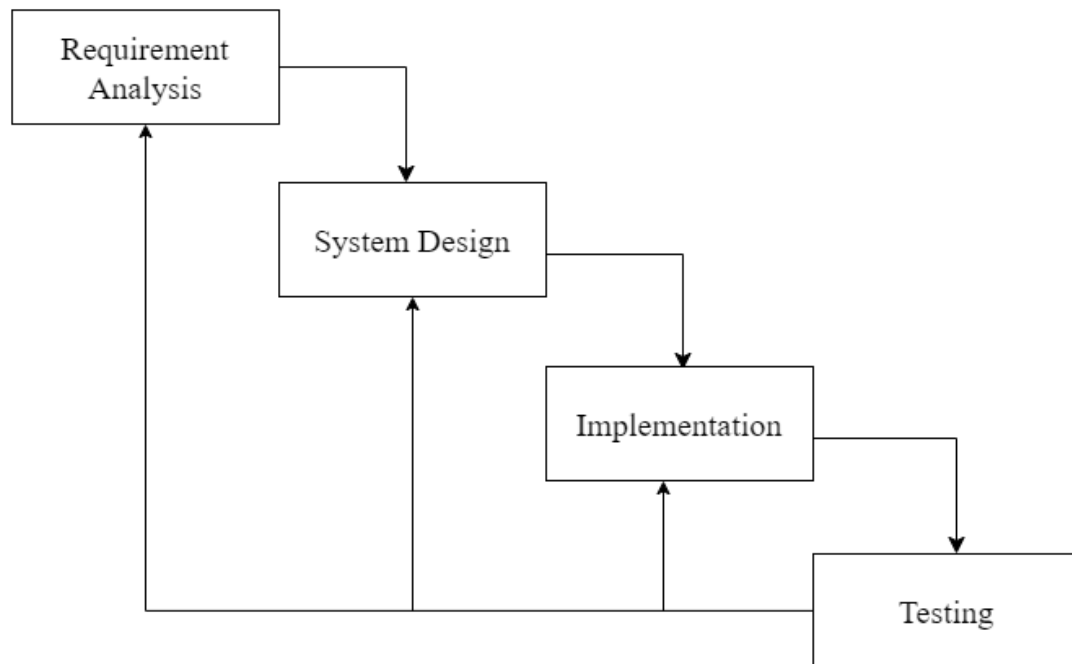 Requirement
Analysis
System Design
Implementation
Testing